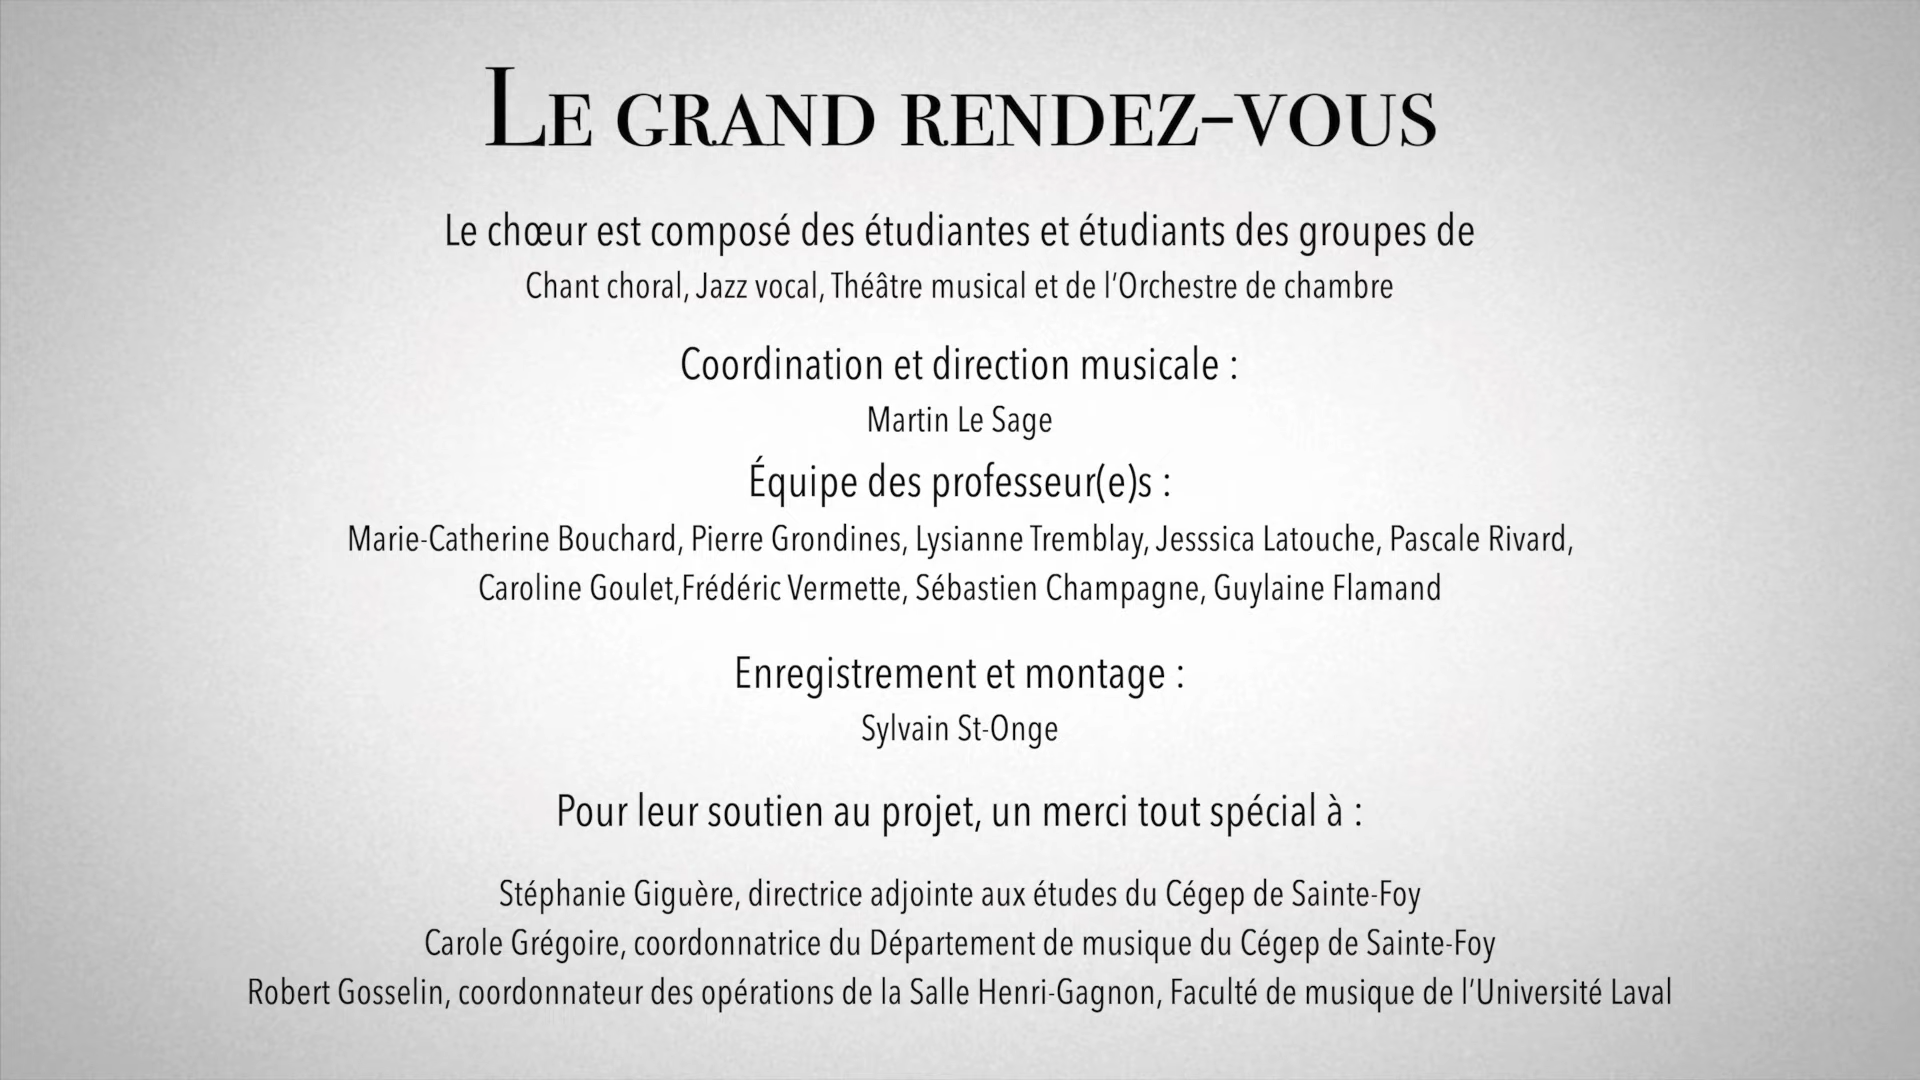 Le grand rendez-vous
Le chœur est composé des étudiantes et étudiants des groupes de
Chant choral, Jazz vocal, Théâtre musical et de l'Orchestre de chambre
Coordination et direction musicale :
Martin Le Sage
Équipe des professeur(e)s :
Marie-Catherine Bouchard, Pierre Grondines, Lysianne Tremblay, Jesssica Latouche, Pascale Rivard,
Caroline Goulet,Frédéric Vermette, Sébastien Champagne, Guylaine Flamand
Enregistrement et montage :
Sylvain St-Onge
Pour leur soutien au projet, un merci tout spécial à :
Stéphanie Giguère, directrice adjointe aux études du Cégep de Sainte-Foy
Carole Grégoire, coordonnatrice du Département de musique du Cégep de Sainte-Foy
Robert Gosselin, coordonnateur des opérations de la Salle Henri-Gagnon, Faculté de musique de l'Université Laval